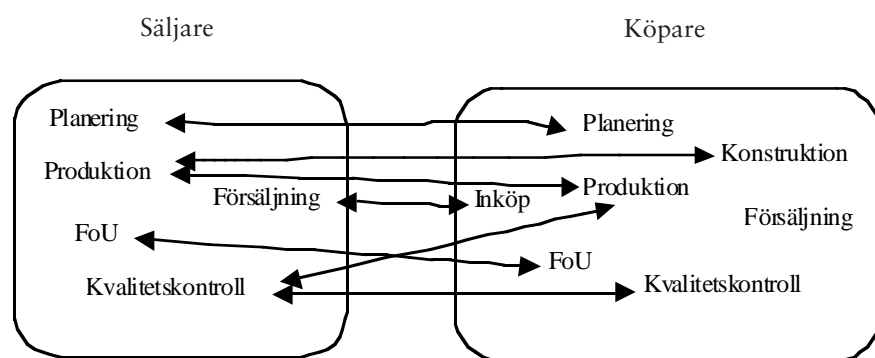 Säljare
Köpare
Planering
Produktion
Försäljning
FoU
Kvalitetskontroll
Planering
Konstruktion
Produktion
Inköp
Försäljning
FoU
Kvalitetskontroll